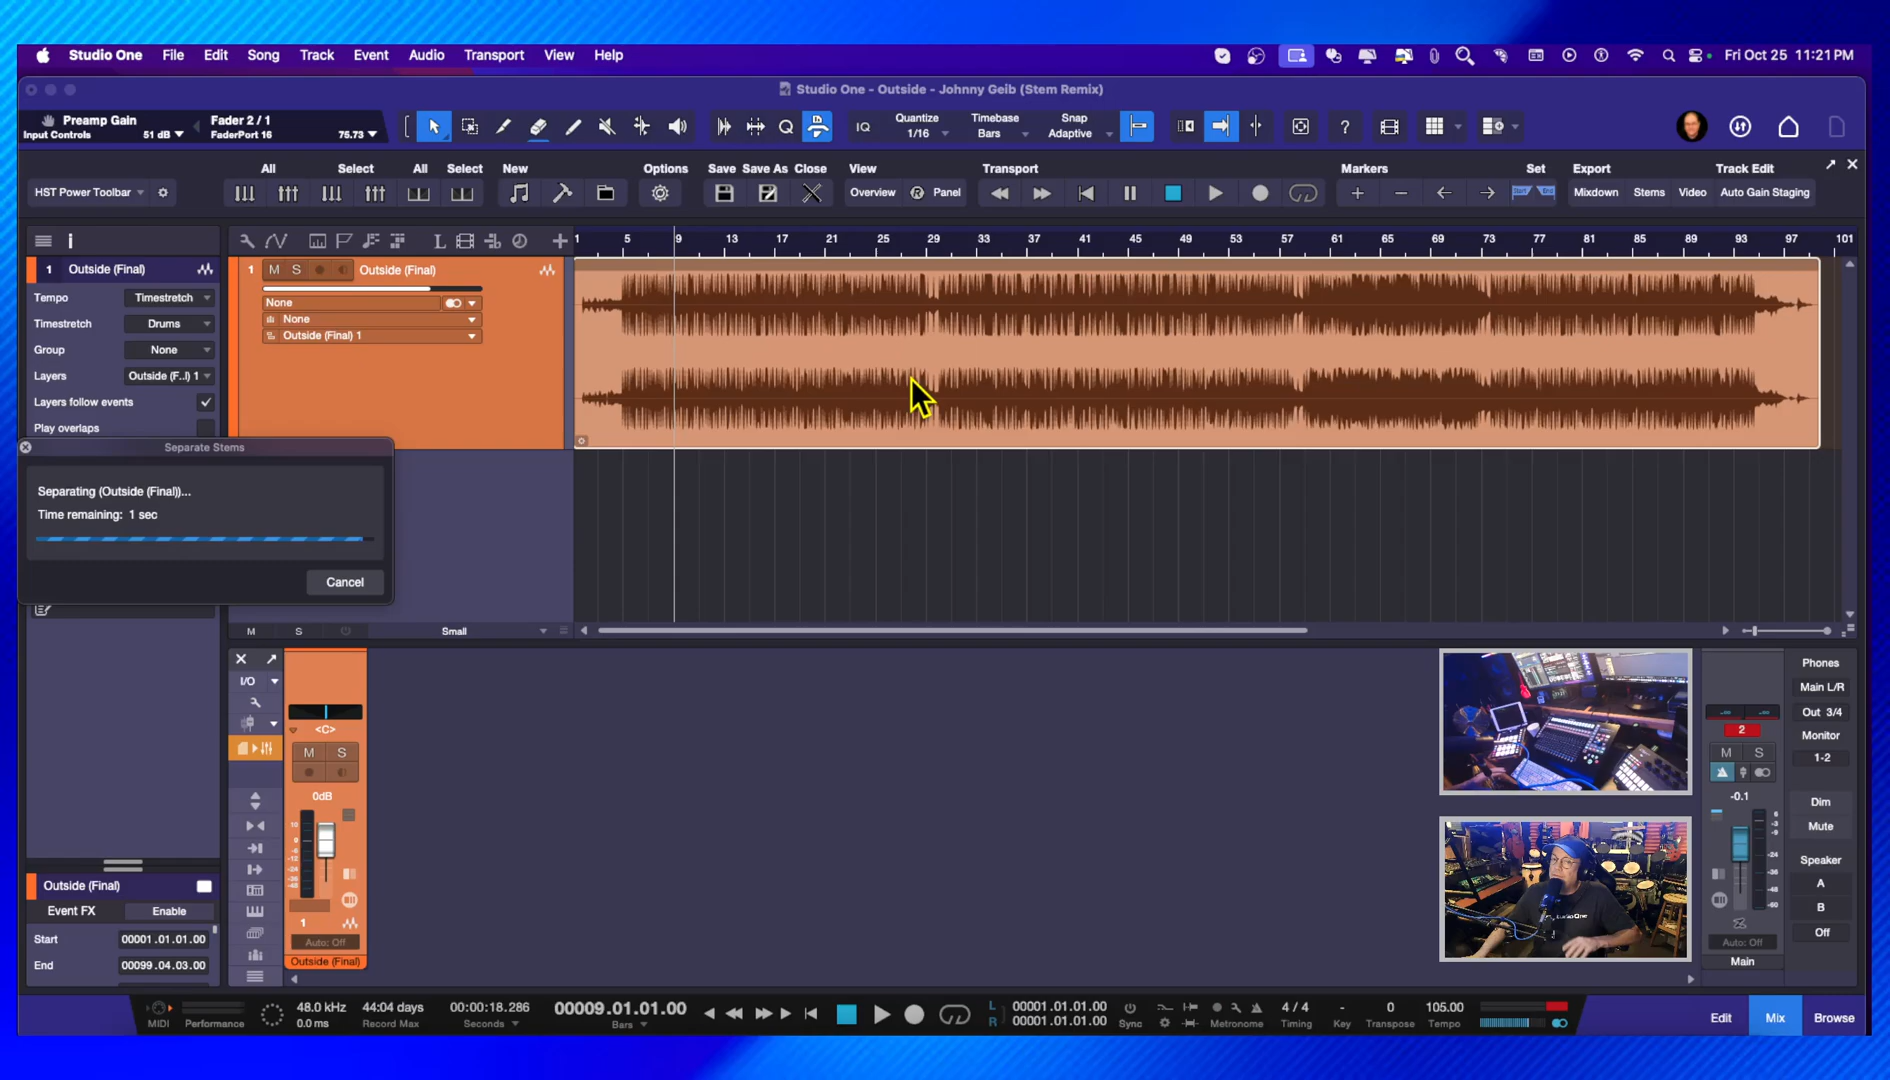 Studio One File Edit Song Track Event Audio Transport View Help
Fri Oct 25 11:21 PM
Studio One - Outside - Johnny Geib (Stem Remix)
Preamp Gain
Input Controls 51 dB
Fader 2 / 1
FaderPort 16 75.73
IQ
Quantize
1/16
Timebase
Bars
Snap
Adaptive
?
HST Power Toolbar
All Select All Select New Options Save Save As Close View Transport Markers Set Export Track Edit
Overview R Panel
Start End
Mixdown Stems Video Auto Gain Staging
1 5 9 13 17 21 25 29 33 37 41 45 49 53 57 61 65 69 73 77 81 85 89 93 97 101
1 Outside (Final)
Tempo Timestretch
Timestretch Drums
Group None
Layers Outside (F..l) 1
Layers follow events
Play overlaps
1 M S Outside (Final)
None
None
Outside (Final) 1
Separate Stems
Separating (Outside (Final))...
Time remaining: 1 sec
Cancel
M S Small
I/O
<C>
M S
0dB
1
Auto: Off
Outside (Final)
Outside (Final)
Event FX Enable
Start 00001.01.01.00
End 00099.04.03.00
2
M S
-0.1
Auto: Off
Main
Phones
Main L/R
Out 3/4
Monitor
1-2
Dim
Mute
Speaker
A
B
Off
MIDI
Performance
48.0 kHz
0.0 ms
44:04 days
Record Max
00:00:18.286
Seconds
00009.01.01.00
Bars
L 00001.01.01.00
R 00001.01.01.00
Sync
Metronome
4 / 4
Timing
-
Key
0
Transpose
105.00
Tempo
Edit Mix Browse